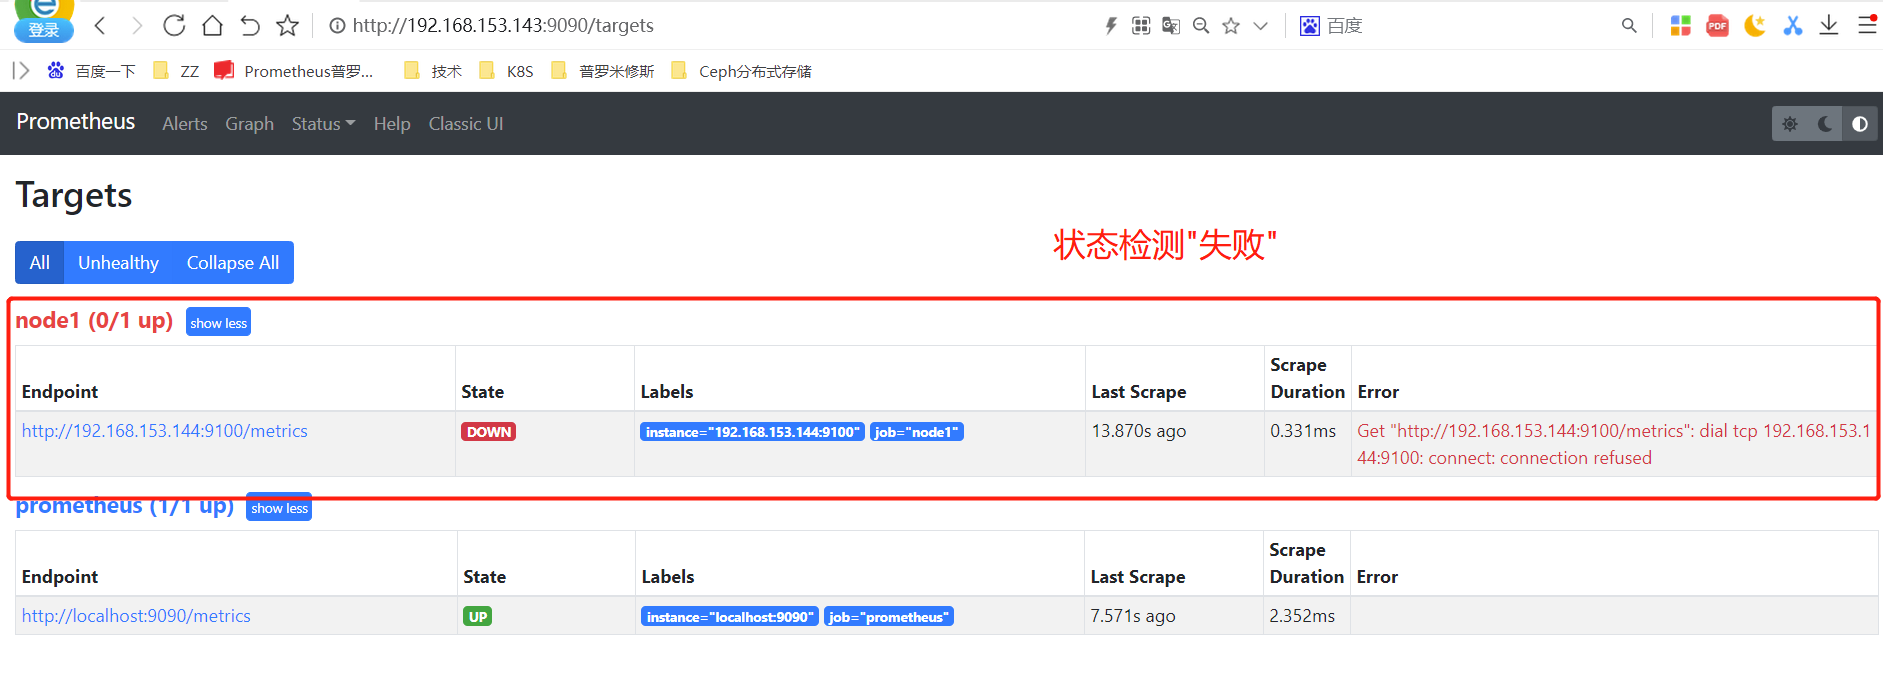 登录
http://192.168.153.143:9090/targets
百度
PDF
百度一下
ZZ
Prometheus普罗...
技术
K8S
普罗米修斯
Ceph分布式存储
Prometheus
Alerts
Graph
Status
Help
Classic UI
Targets
状态检测"失败"
All
Unhealthy
Collapse All
node1 (0/1 up)
show less
Endpoint
State
Labels
Last Scrape
Scrape
Duration
Error
http://192.168.153.144:9100/metrics
DOWN
instance="192.168.153.144:9100"
job="node1"
13.870s ago
0.331ms
Get "http://192.168.153.144:9100/metrics": dial tcp 192.168.153.1
44:9100: connect: connection refused
prometheus (1/1 up)
show less
Endpoint
State
Labels
Last Scrape
Scrape
Duration
Error
http://localhost:9090/metrics
UP
instance="localhost:9090"
job="prometheus"
7.571s ago
2.352ms